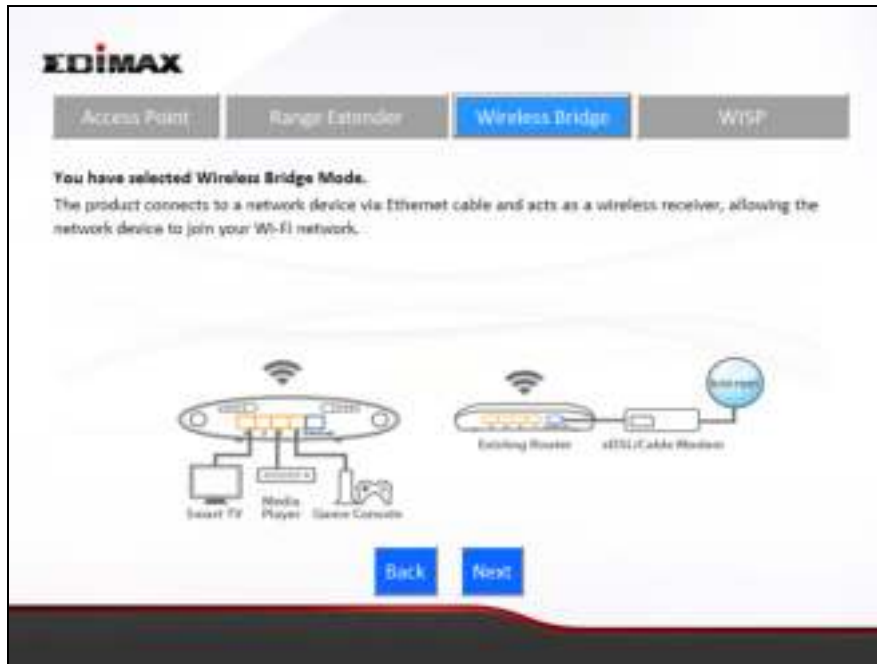 EDIMAX
Access Point
Range Extender
Wireless Bridge
WISP
You have selected Wireless Bridge Mode.
The product connects to a network device via Ethernet cable and acts as a wireless receiver, allowing the
network device to join your Wi-Fi network.
Existing Router
xDSL/Cable Modem
Smart TV
Media
Player
Game Console
Back
Next